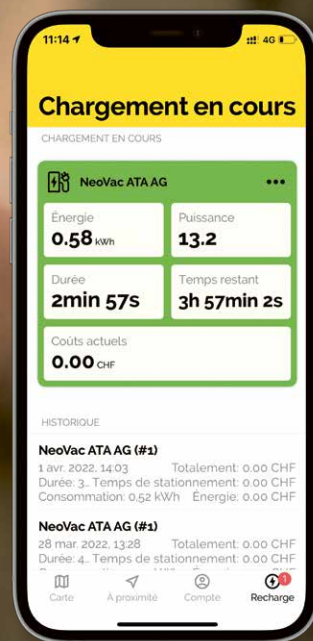 11:14
4G
Chargement en cours
CHARGEMENT EN COURS
NeoVac ATA AG
Énergie
0.58 kWh
Puissance
13.2
Durée
2min 57s
Temps restant
3h 57min 2s
Coûts actuels
0.00 CHF
HISTORIQUE
NeoVac ATA AG (#1)
1 avr. 2022, 14:03 Totalement: 0.00 CHF
Durée: 3... Temps de stationnement: 0.00 CHF
Consommation: 0,52 kWh Énergie: 0.00 CHF
NeoVac ATA AG (#1)
28 mar. 2022, 13:28 Totalement: 0.00 CHF
Durée: 4... Temps de stationnement: 0.00 CHF
Carte
À proximité
Compte
1
Recharge